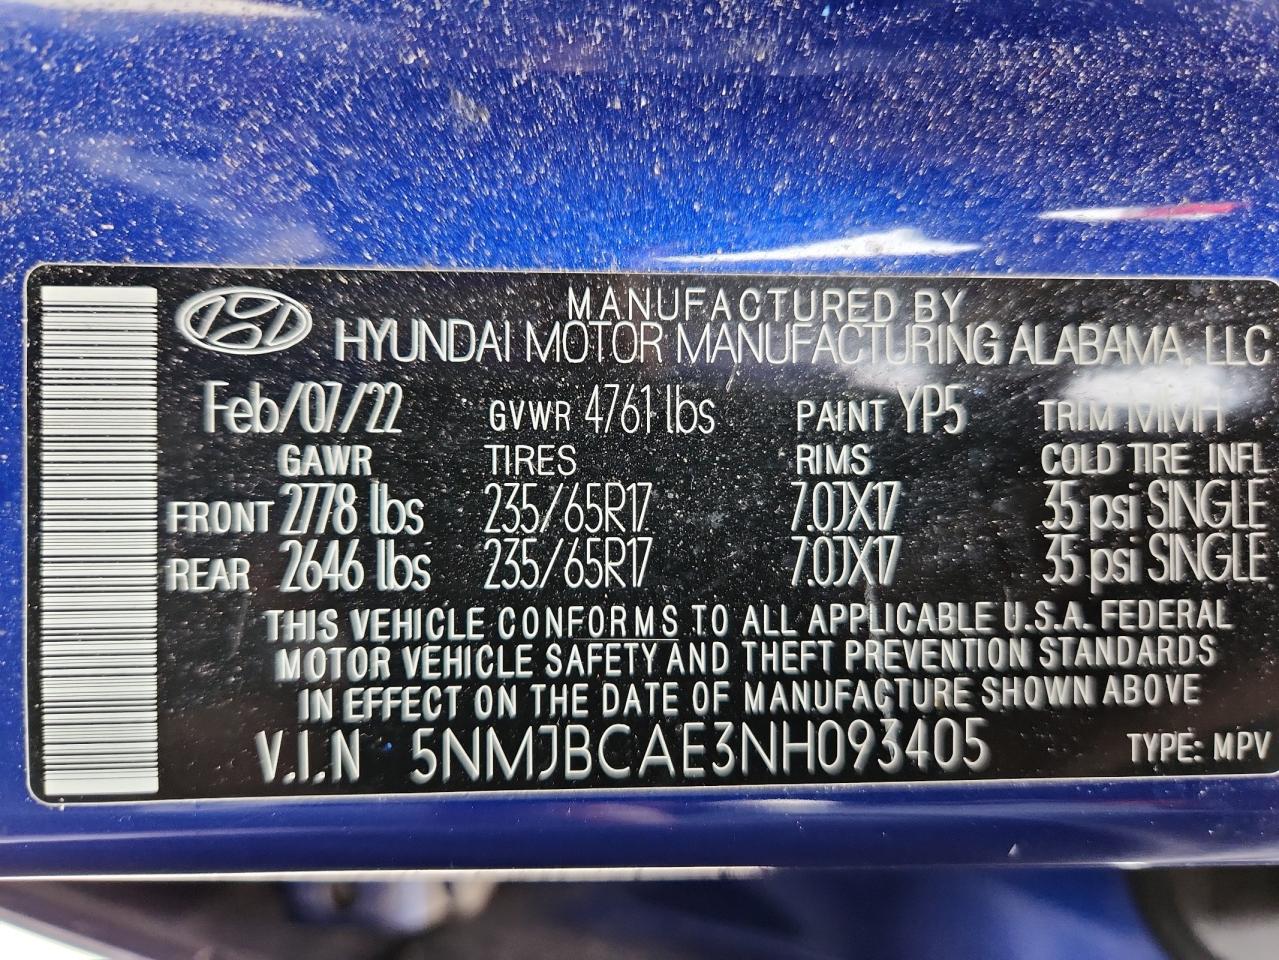 MANUFACTURED BY
HYUNDAI MOTOR MANUFACTURING ALABAMA, LLC
Feb/07/22 GVWR 4761 lbs PAINT YP5 TRIM MMH
GAWR TIRES RIMS COLD TIRE INFL
FRONT 2778 lbs 235/65R17 7.0JX17 35 psi SINGLE
REAR 2646 lbs 235/65R17 7.0JX17 35 psi SINGLE
THIS VEHICLE CONFORMS TO ALL APPLICABLE U.S.A. FEDERAL
MOTOR VEHICLE SAFETY AND THEFT PREVENTION STANDARDS
IN EFFECT ON THE DATE OF MANUFACTURE SHOWN ABOVE
V.I.N 5NMJBCAE3NH093405 TYPE: MPV